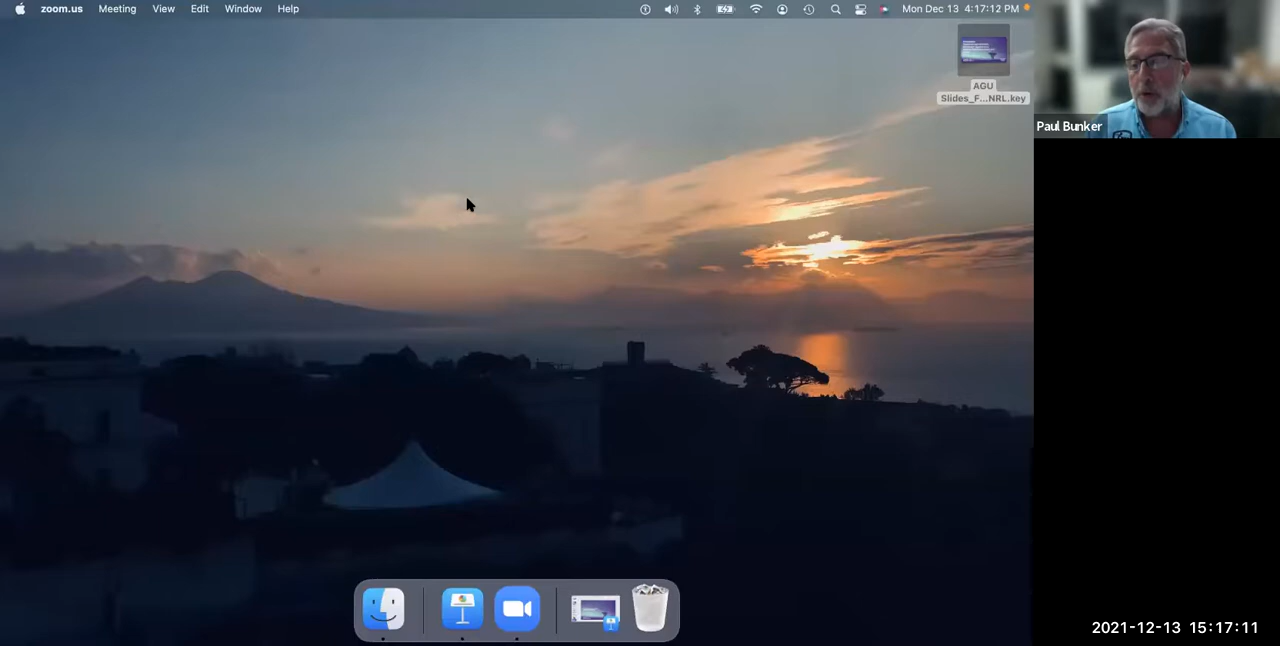 zoom.us Meeting View Edit Window Help Mon Dec 13 4:17:12 PM
AGU
Slides_F...NRL.key
Paul Bunker
2021-12-13 15:17:11